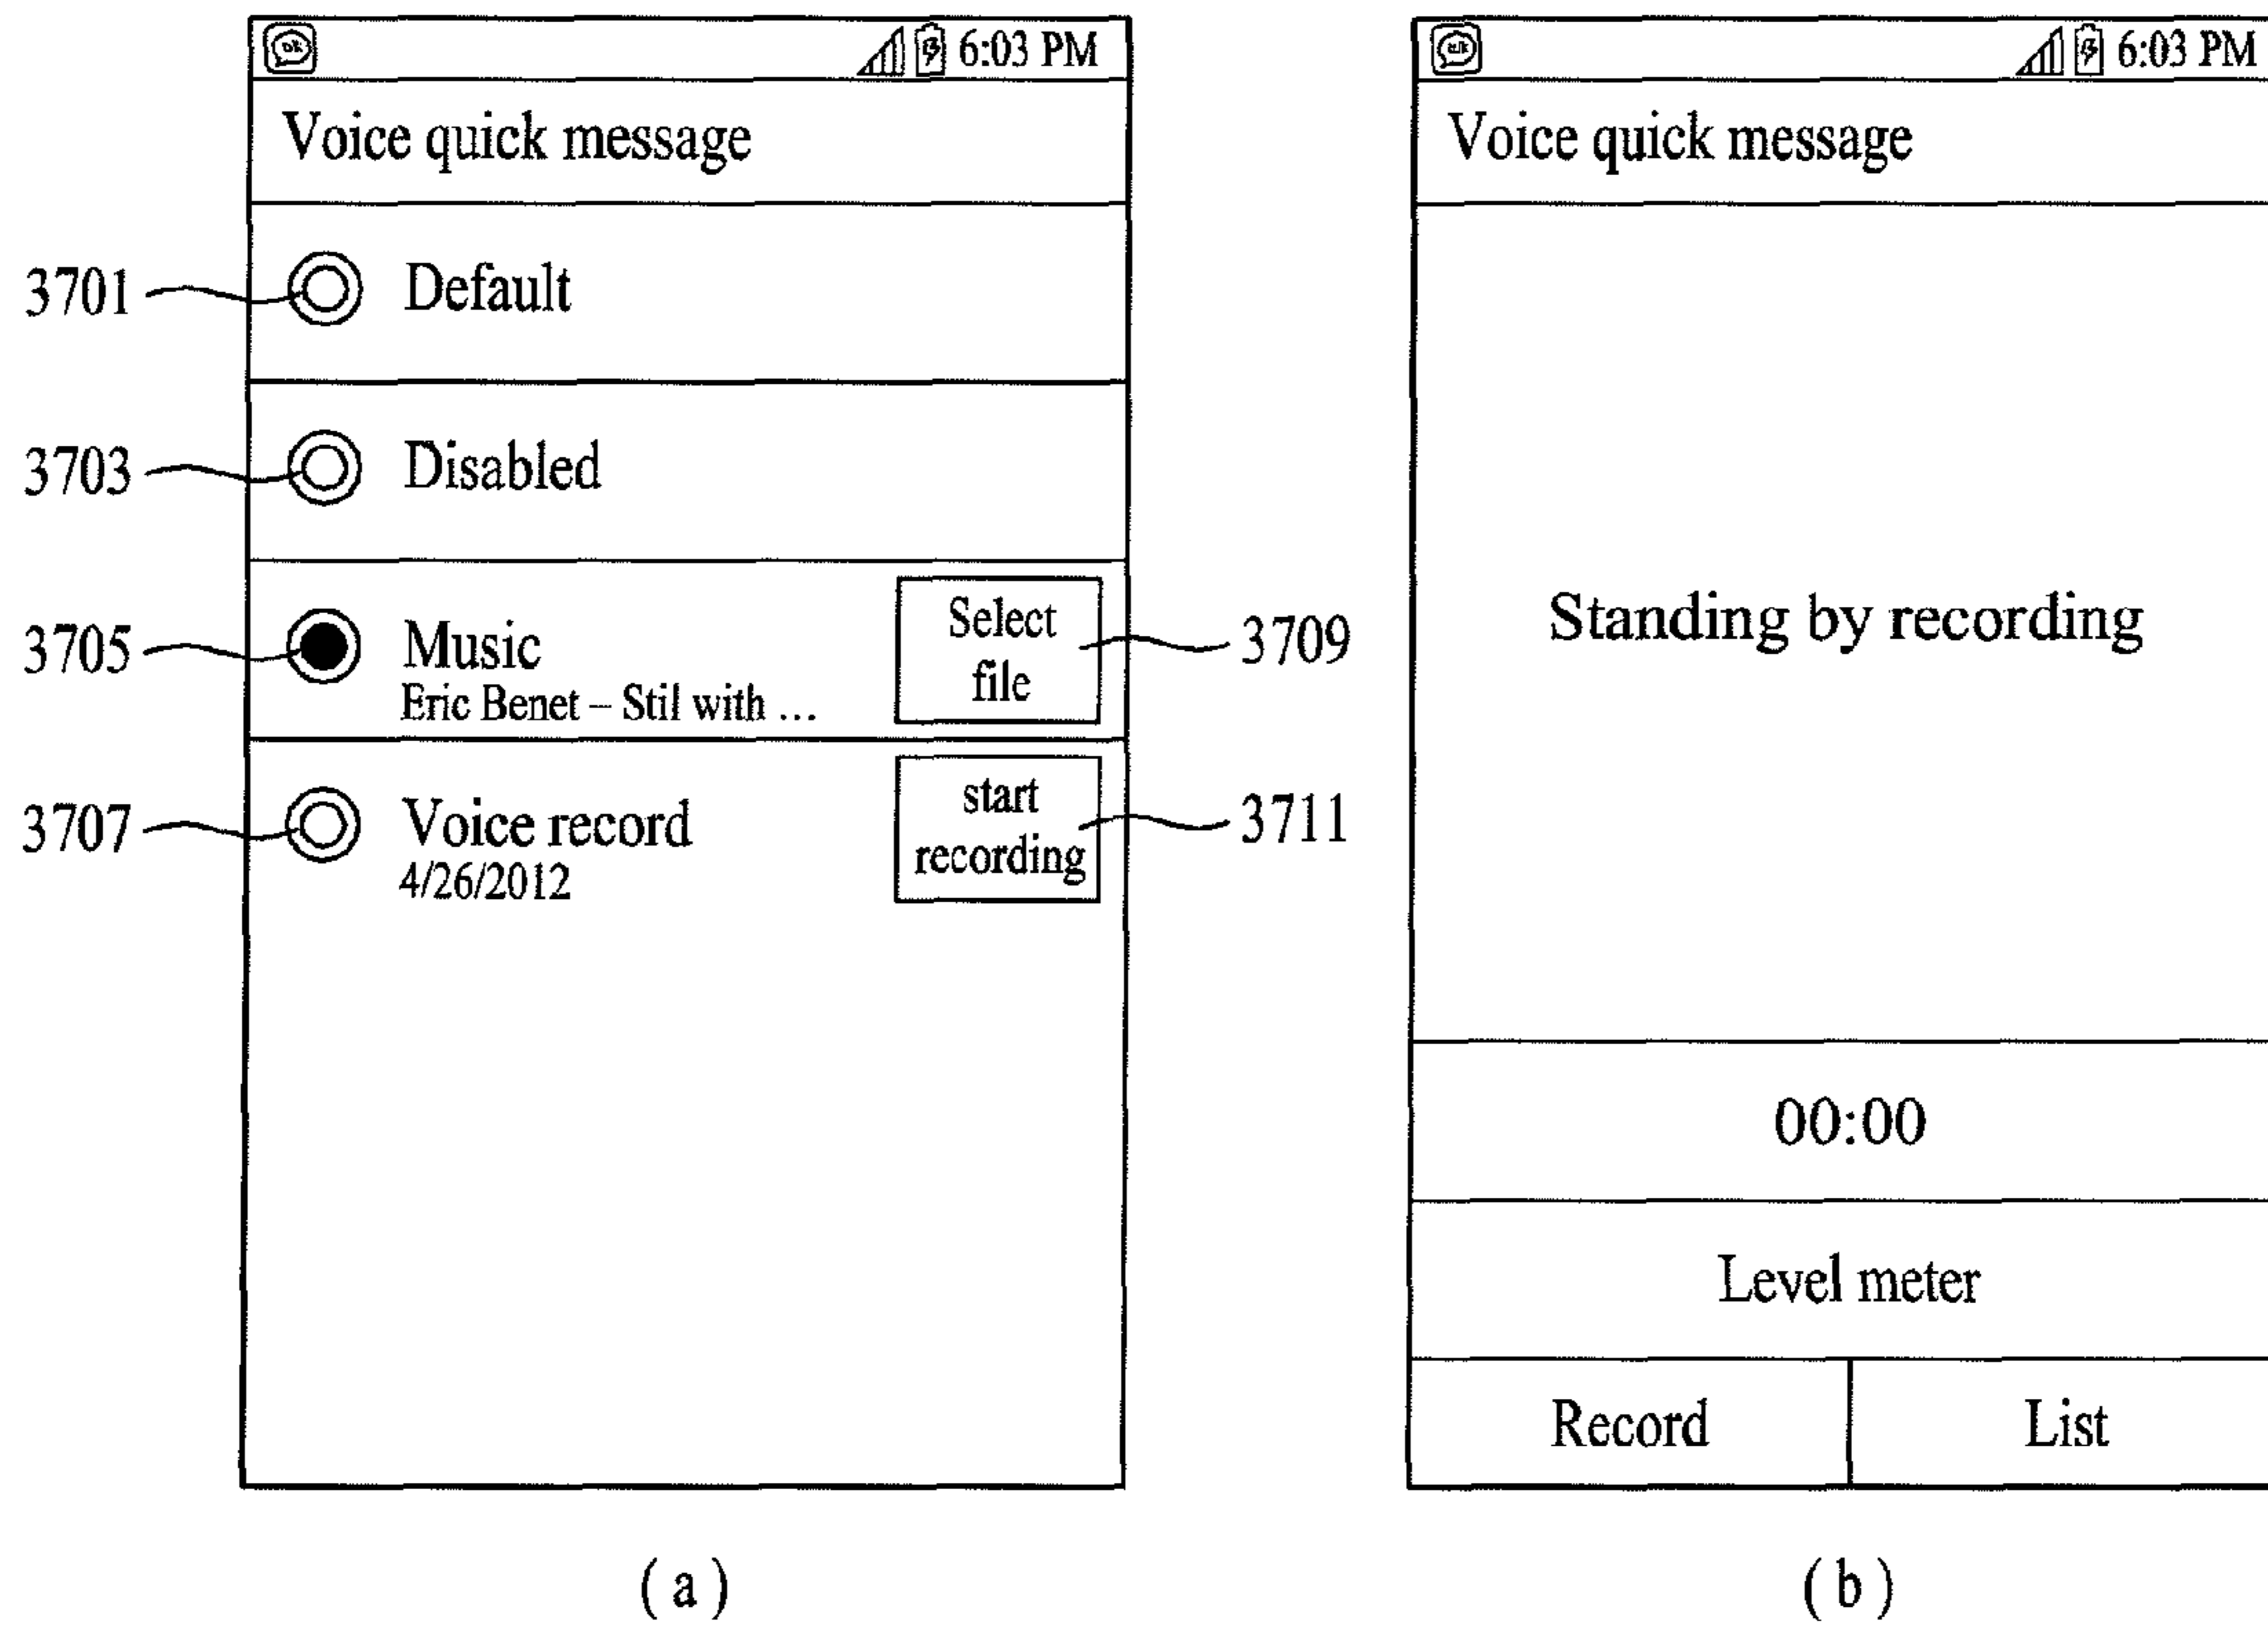 6:03 PM
Voice quick message
3701
Default
3703
Disabled
3705
Music
Eric Benet – Stil with ...
Select
file
3709
3707
Voice record
4/26/2012
start
recording
3711
(a)
6:03 PM
Voice quick message
Standing by recording
00:00
Level meter
Record
List
(b)